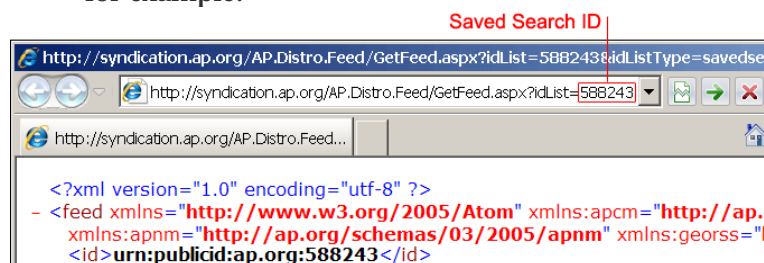 for example:
Saved Search ID
http://syndication.ap.org/AP.Distro.Feed/GetFeed.aspx?idList=588243&idListType=savedse
http://syndication.ap.org/AP.Distro.Feed/GetFeed.aspx?idList=588243
http://syndication.ap.org/AP.Distro.Feed...
<?xml version="1.0" encoding="utf-8" ?>
- <feed xmlns="http://www.w3.org/2005/Atom" xmlns:apcm="http://ap.
xmlns:apnm="http://ap.org/schemas/03/2005/apnm" xmlns:georss="
<id>urn:publicid:ap.org:588243</id>